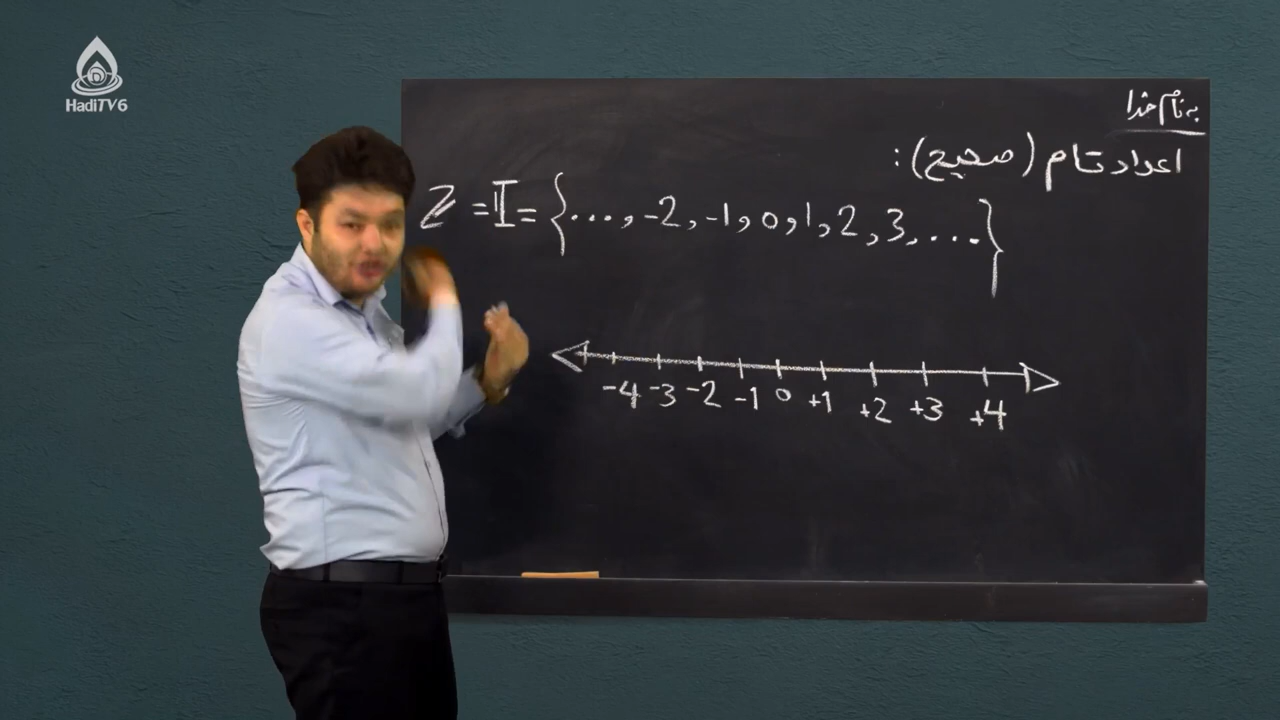 HadiTV6
به نام خدا
اعداد تام (صحیح):
Z = I = {..., -2, -1, 0, 1, 2, 3, ...}
-4 -3 -2 -1 0 +1 +2 +3 +4